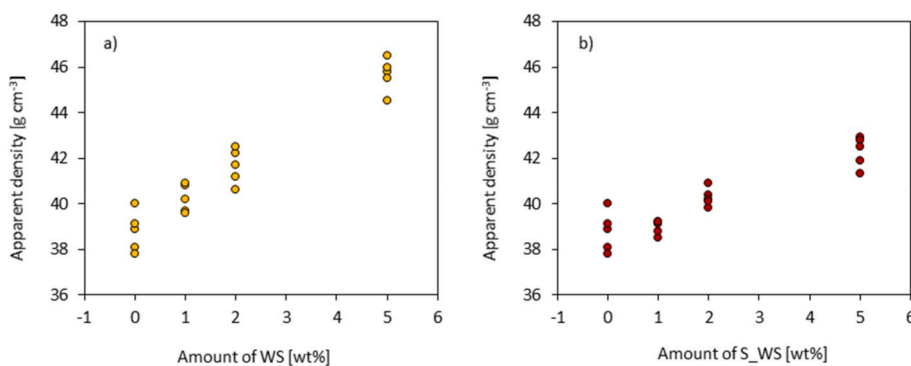 a)
Apparent density [g cm⁻³]
48
46
44
42
40
38
36
-1 0 1 2 3 4 5 6
Amount of WS [wt%]
b)
Apparent density [g cm⁻³]
48
46
44
42
40
38
36
-1 0 1 2 3 4 5 6
Amount of S_WS [wt%]